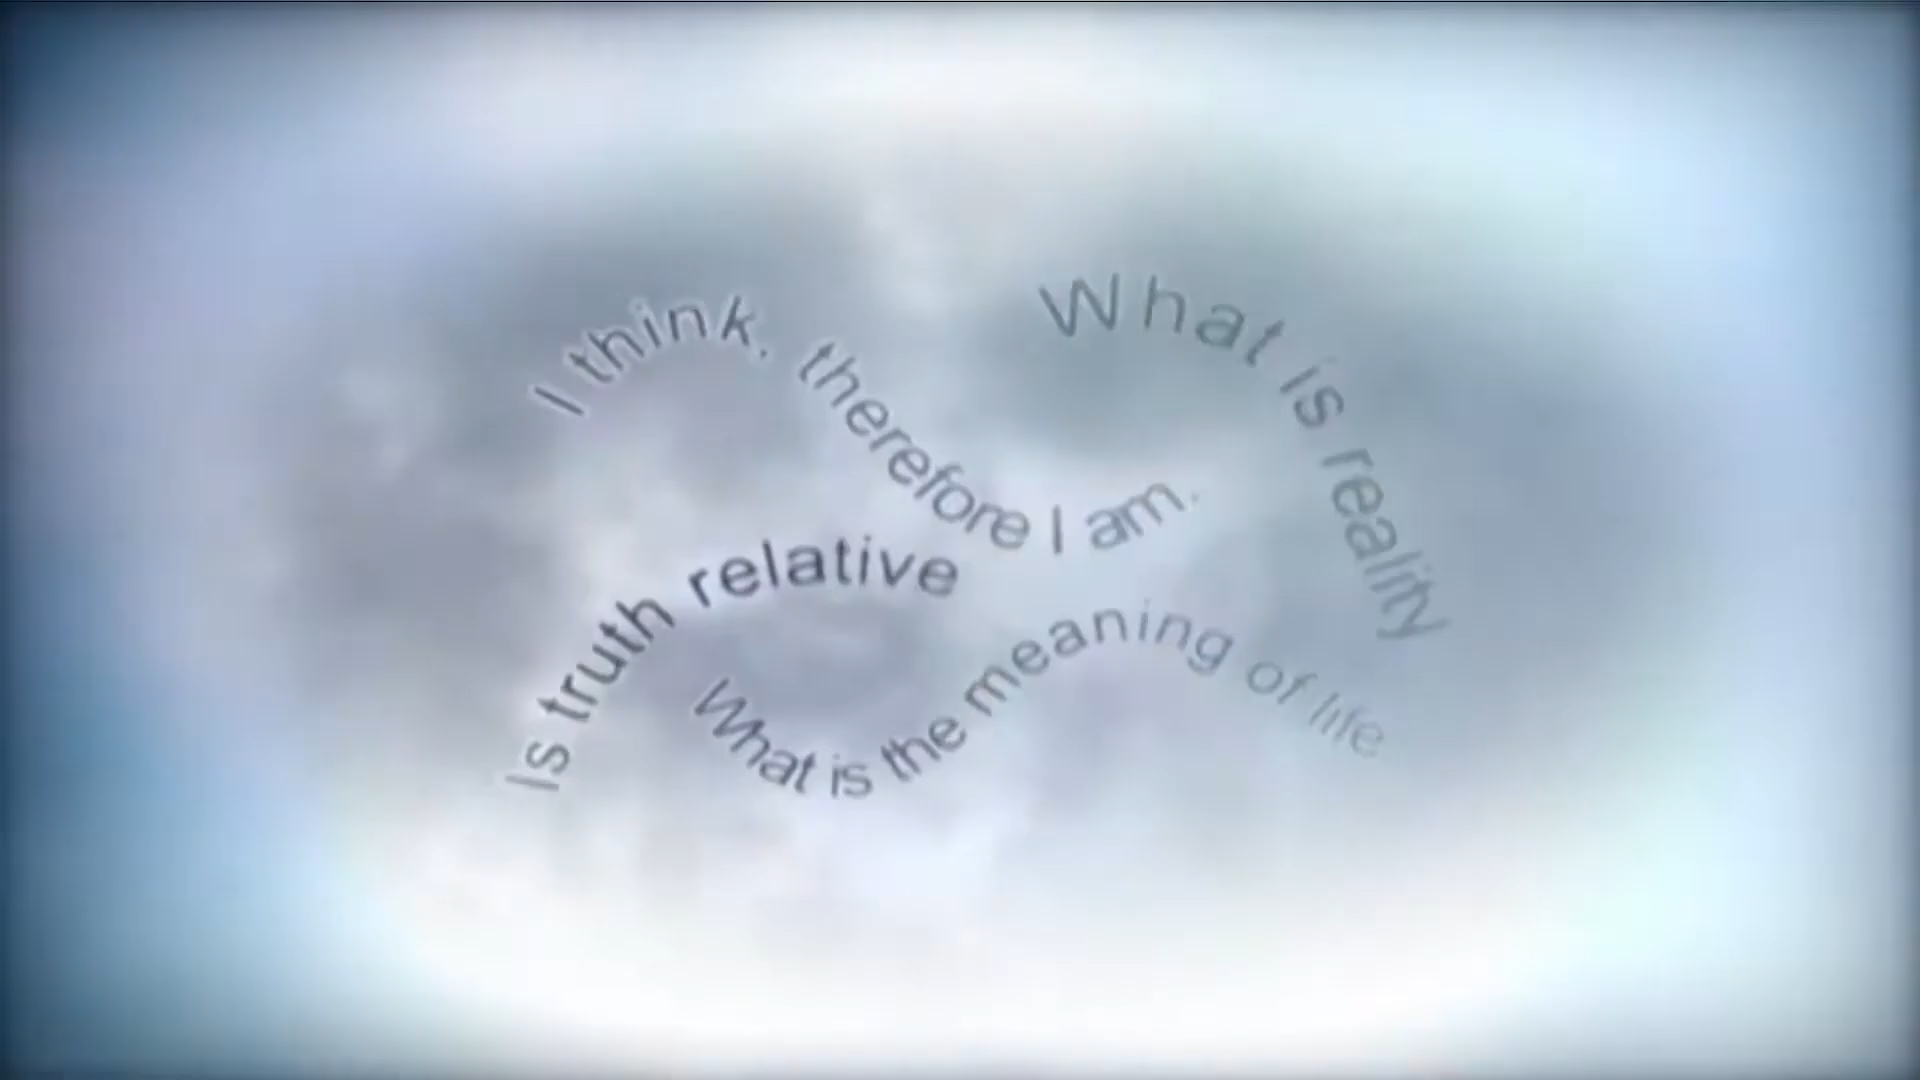 I think. therefore I am.
What is reality
Is truth relative
What is the meaning of life